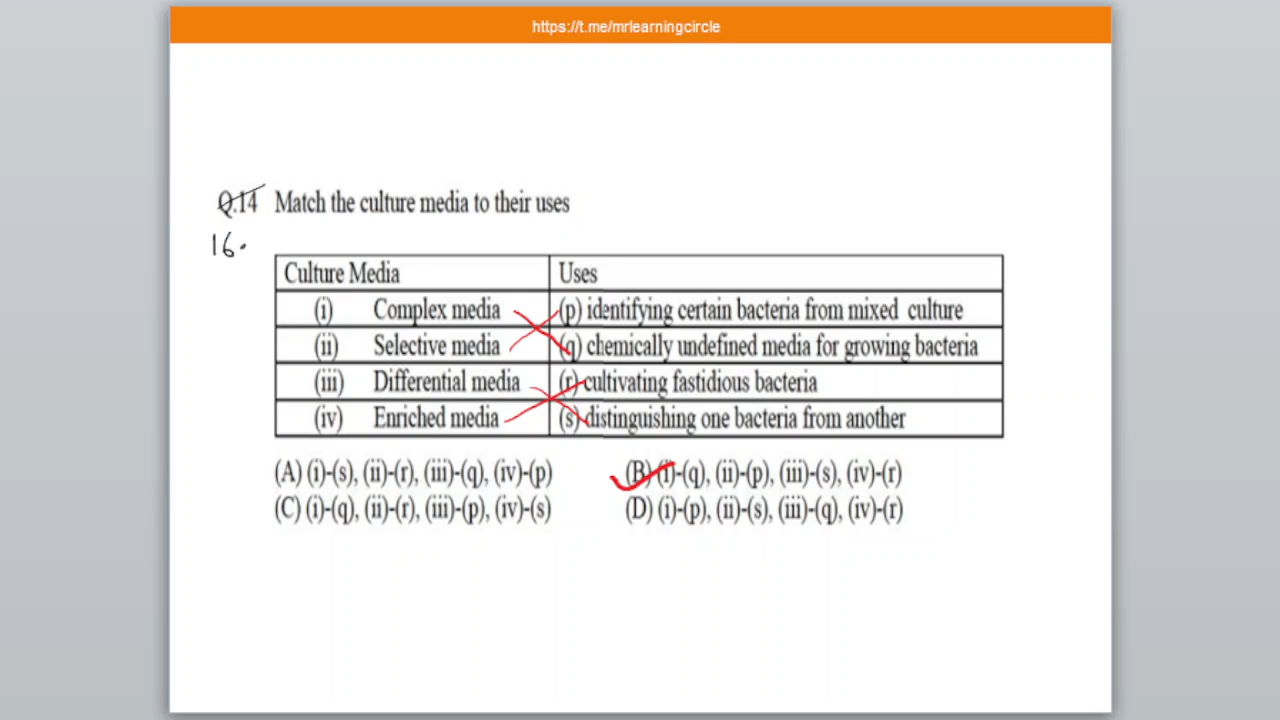 https://t.me/mrlearningcircle
Q.14 Match the culture media to their uses
16.
Culture Media Uses
(i) Complex media (p) identifying certain bacteria from mixed culture
(ii) Selective media (q) chemically undefined media for growing bacteria
(iii) Differential media (r) cultivating fastidious bacteria
(iv) Enriched media (s) distinguishing one bacteria from another
(A) (i)-(s), (ii)-(r), (iii)-(q), (iv)-(p) (B) (i)-(q), (ii)-(p), (iii)-(s), (iv)-(r)
(C) (i)-(q), (ii)-(r), (iii)-(p), (iv)-(s) (D) (i)-(p), (ii)-(s), (iii)-(q), (iv)-(r)